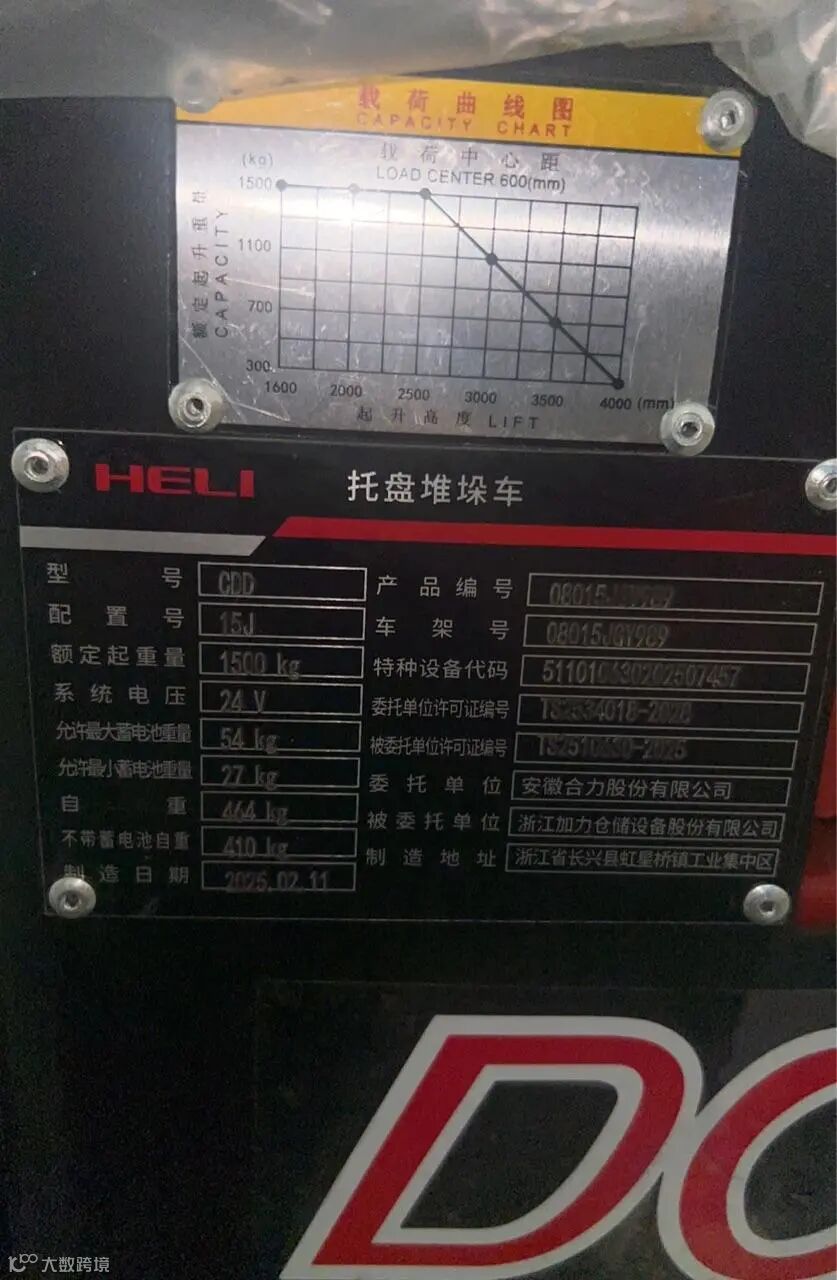 载荷曲线图
CAPACITY CHART
载荷中心距
LOAD CENTER 600(mm)
(kg)
1500
1100
700
300
额定起升重量
CAPACITY
1600 2000 2500 3000 3500 4000 (mm)
起升高度 LIFT
HELI 托盘堆垛车
型号 CDD 产品编号
配置号 15J 车架号 08015JGY989
额定起重量 1500 kg 特种设备代码
系统电压 24 V 委托单位许可证编号
允许最大蓄电池重量 54 kg 被委托单位许可证编号
允许最小蓄电池重量 27 kg 委托单位 安徽合力股份有限公司
自重 464 kg 被委托单位 浙江加力仓储设备股份有限公司
不带蓄电池自重 410 kg 制造地址 浙江省长兴县虹星桥镇工业集中区
制造日期 2025.02.11
大数跨境